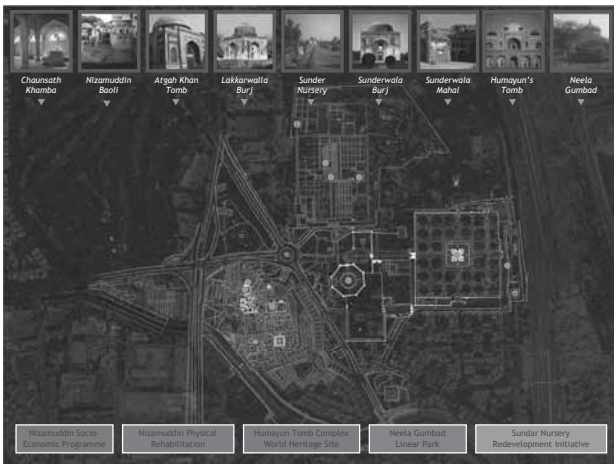 Chaunsath
Khamba
Nizamuddin
Baoli
Atgah Khan
Tomb
Lakkarwalla
Burj
Sunder
Nursery
Sunderwala
Burj
Sunderwala
Mahal
Humayun's
Tomb
Neela
Gumbad
Nizamuddin Socio-
Economic Programme
Nizamuddin Physical
Rehabilitation
Humayun Tomb Complex
World Heritage Site
Neela Gumbad
Linear Park
Sundar Nursery
Redevelopment Initiative